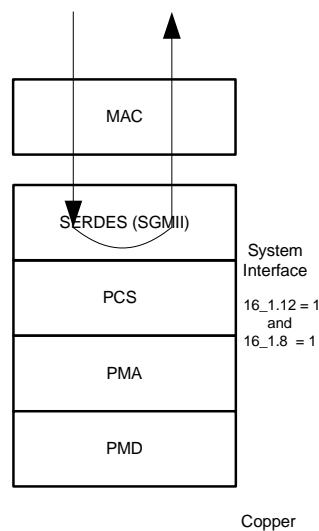 MAC
SERDES (SGMII)
System
Interface
PCS
16_1.12 = 1
and
16_1.8 = 1
PMA
PMD
Copper